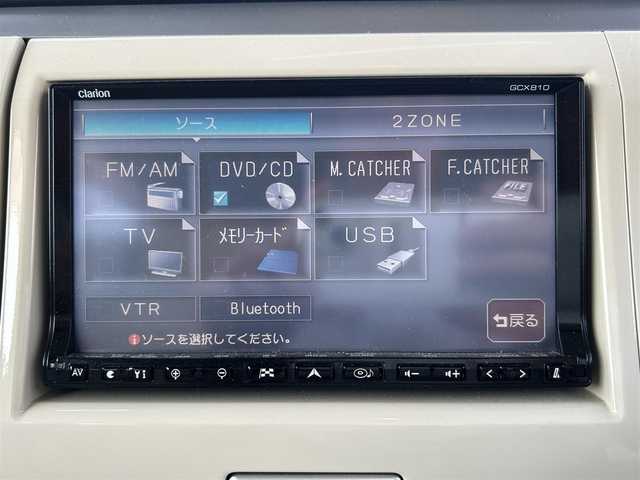 clarion GCX810
ソース 2ZONE
FM/AM DVD/CD M.CATCHER F.CATCHER
FILE
TV ﾒﾓﾘｰｶｰﾄﾞ USB
VTR Bluetooth
戻る
ソースを選択してください。
AV